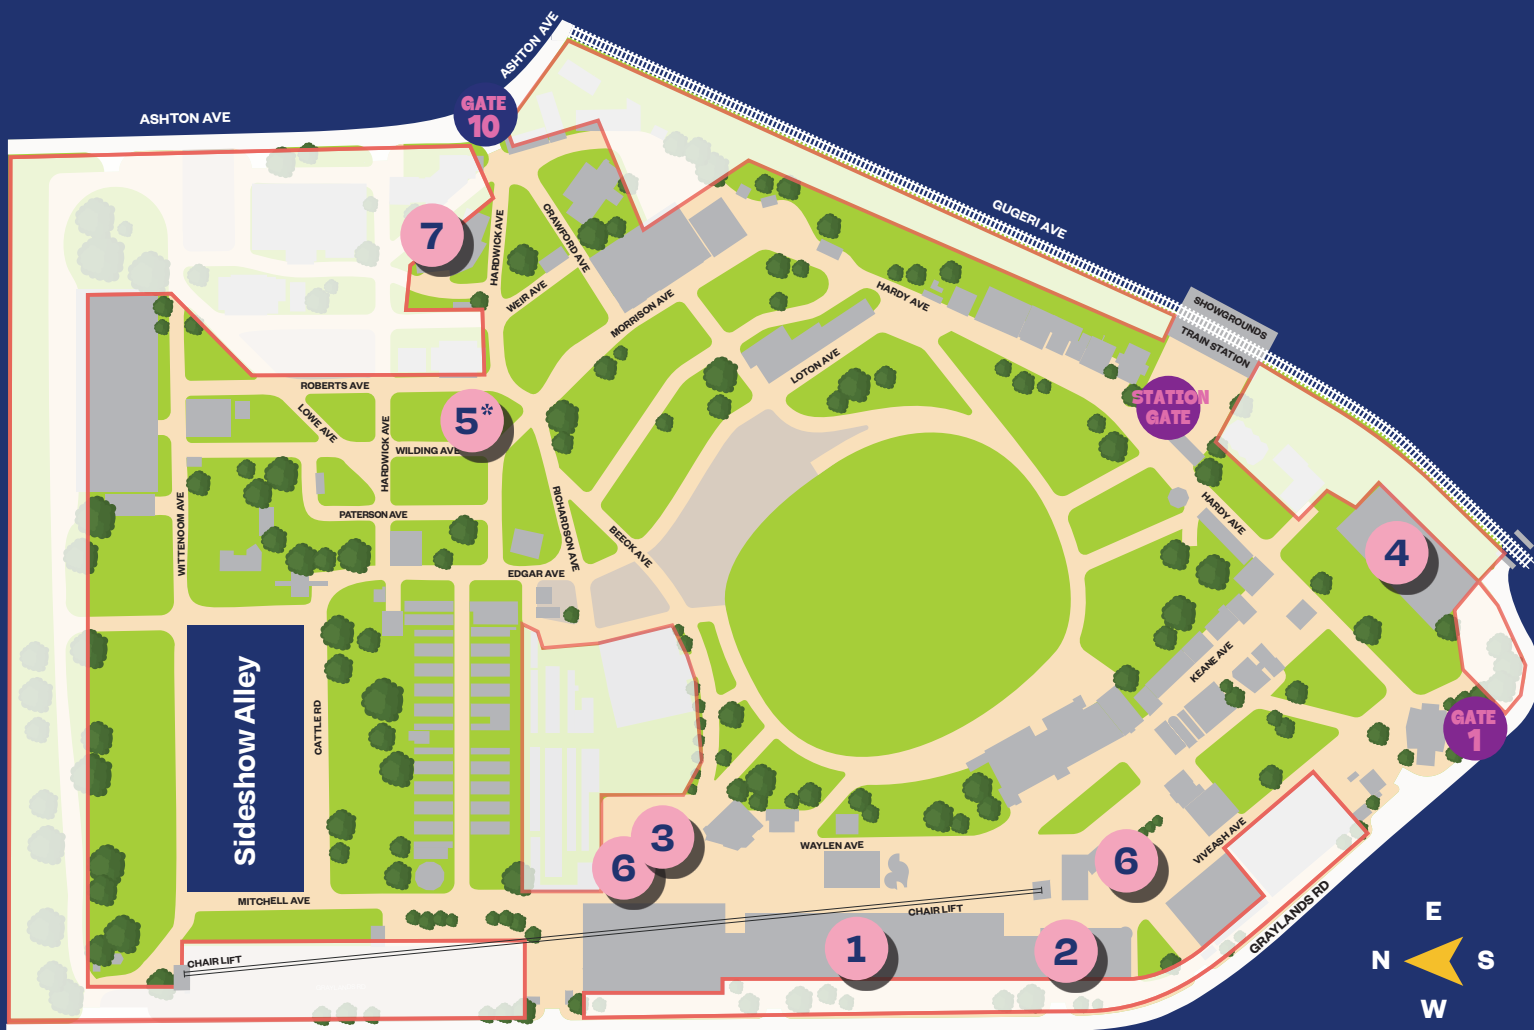 ASHTON AVE
ASHTON AVE
GATE
10
GUGERI AVE
7
HARDWICK AVE
CRAWFORD AVE
WEIR AVE
MORRISON AVE
HARDY AVE
SHOWGROUNDS
TRAIN STATION
LOTON AVE
ROBERTS AVE
LOWE AVE
HARDWICK AVE
5*
WILDING AVE
STATION
GATE
WITTENOOM AVE
PATERSON AVE
RICHARDSON AVE
BEECK AVE
EDGAR AVE
HARDY AVE
4
Sideshow Alley
CATTLE RD
KEANE AVE
GATE
1
3
6
WAYLEN AVE
6
VIVEASH AVE
MITCHELL AVE
CHAIR LIFT
CHAIR LIFT
1
2
GRAYLANDS RD
E
N
S
W